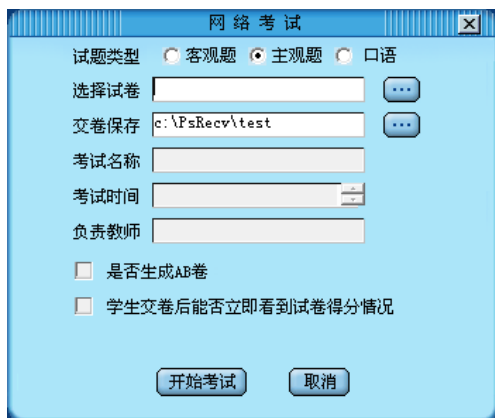 网络考试
试题类型 客观题 主观题 口语
选择试卷 ...
交卷保存 c:\PsRecv\test ...
考试名称
考试时间
负责教师
是否生成AB卷
学生交卷后能否立即看到试卷得分情况
开始考试 取消